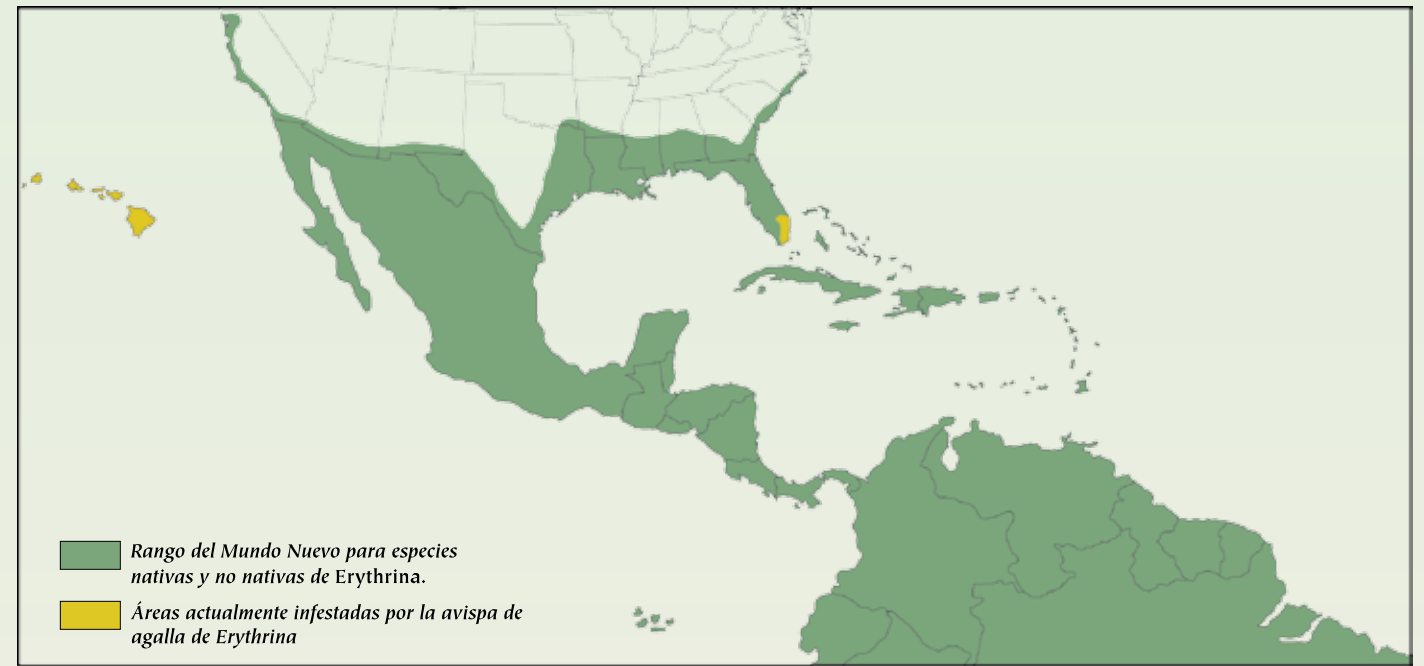 Rango del Mundo Nuevo para especies
nativas y no nativas de Erythrina.
Áreas actualmente infestadas por la avispa de
agalla de Erythrina